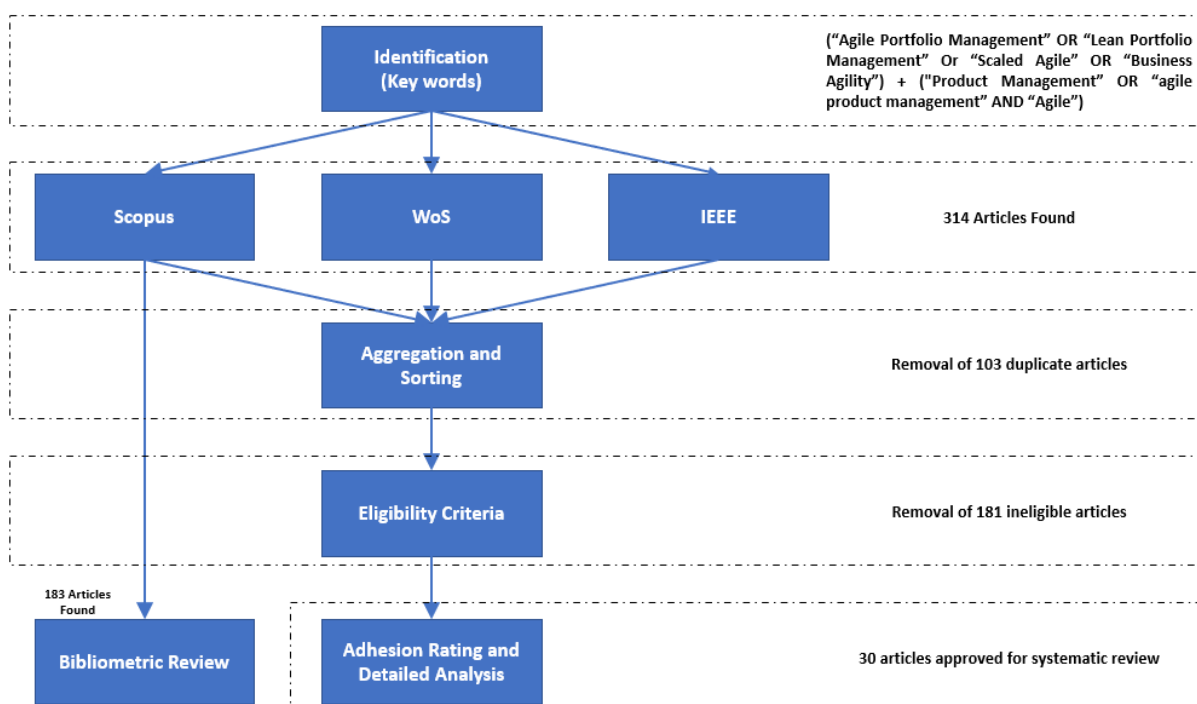 Identification
(Key words)
(“Agile Portfolio Management” OR “Lean Portfolio
Management” Or “Scaled Agile” OR “Business
Agility”) + ("Product Management” OR “agile
product management” AND “Agile”)
Scopus
WoS
IEEE
314 Articles Found
Aggregation and
Sorting
Removal of 103 duplicate articles
Eligibility Criteria
Removal of 181 ineligible articles
183 Articles
Found
Bibliometric Review
Adhesion Rating and
Detailed Analysis
30 articles approved for systematic review